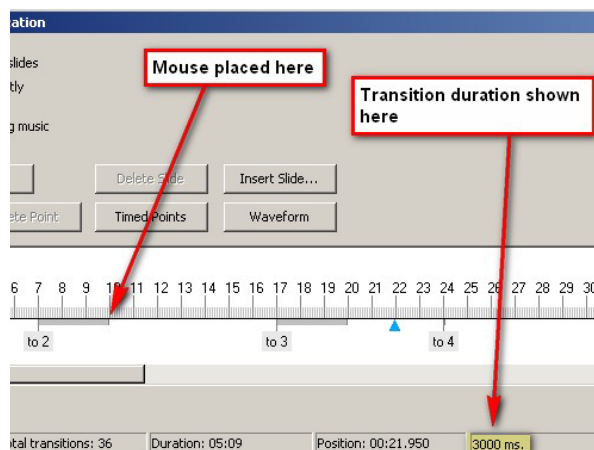 ation
slides
Mouse placed here
tly
Transition duration shown
here
g music
Delete Slide
Insert Slide...
ete Point
Timed Points
Waveform
6 7 8 9 10 11 12 13 14 15 16 17 18 19 20 21 22 23 24 25 26 27 28 29 30
to 2
to 3
to 4
otal transitions: 36
Duration: 05:09
Position: 00:21.950
3000 ms.